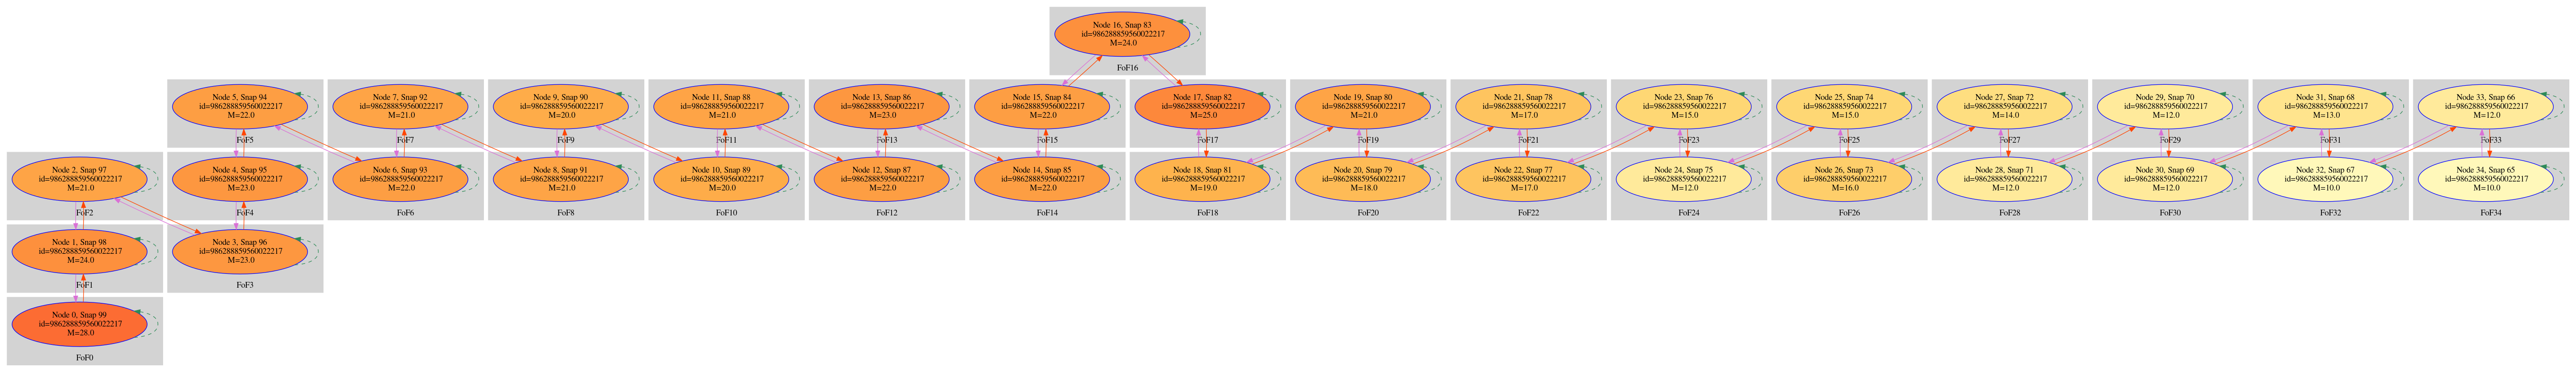 Node 16, Snap 83
id=986288859560022217
M=24.0
FoF16
Node 5, Snap 94
id=986288859560022217
M=22.0
FoF5
Node 7, Snap 92
id=986288859560022217
M=21.0
FoF7
Node 9, Snap 90
id=986288859560022217
M=20.0
FoF9
Node 11, Snap 88
id=986288859560022217
M=21.0
FoF11
Node 13, Snap 86
id=986288859560022217
M=23.0
FoF13
Node 15, Snap 84
id=986288859560022217
M=22.0
FoF15
Node 17, Snap 82
id=986288859560022217
M=25.0
FoF17
Node 19, Snap 80
id=986288859560022217
M=21.0
FoF19
Node 21, Snap 78
id=986288859560022217
M=17.0
FoF21
Node 23, Snap 76
id=986288859560022217
M=15.0
FoF23
Node 25, Snap 74
id=986288859560022217
M=15.0
FoF25
Node 27, Snap 72
id=986288859560022217
M=14.0
FoF27
Node 29, Snap 70
id=986288859560022217
M=12.0
FoF29
Node 31, Snap 68
id=986288859560022217
M=13.0
FoF31
Node 33, Snap 66
id=986288859560022217
M=12.0
FoF33
Node 2, Snap 97
id=986288859560022217
M=21.0
FoF2
Node 4, Snap 95
id=986288859560022217
M=23.0
FoF4
Node 6, Snap 93
id=986288859560022217
M=22.0
FoF6
Node 8, Snap 91
id=986288859560022217
M=21.0
FoF8
Node 10, Snap 89
id=986288859560022217
M=20.0
FoF10
Node 12, Snap 87
id=986288859560022217
M=22.0
FoF12
Node 14, Snap 85
id=986288859560022217
M=22.0
FoF14
Node 18, Snap 81
id=986288859560022217
M=19.0
FoF18
Node 20, Snap 79
id=986288859560022217
M=18.0
FoF20
Node 22, Snap 77
id=986288859560022217
M=17.0
FoF22
Node 24, Snap 75
id=986288859560022217
M=12.0
FoF24
Node 26, Snap 73
id=986288859560022217
M=16.0
FoF26
Node 28, Snap 71
id=986288859560022217
M=12.0
FoF28
Node 30, Snap 69
id=986288859560022217
M=12.0
FoF30
Node 32, Snap 67
id=986288859560022217
M=10.0
FoF32
Node 34, Snap 65
id=986288859560022217
M=10.0
FoF34
Node 1, Snap 98
id=986288859560022217
M=24.0
FoF1
Node 3, Snap 96
id=986288859560022217
M=23.0
FoF3
Node 0, Snap 99
id=986288859560022217
M=28.0
FoF0